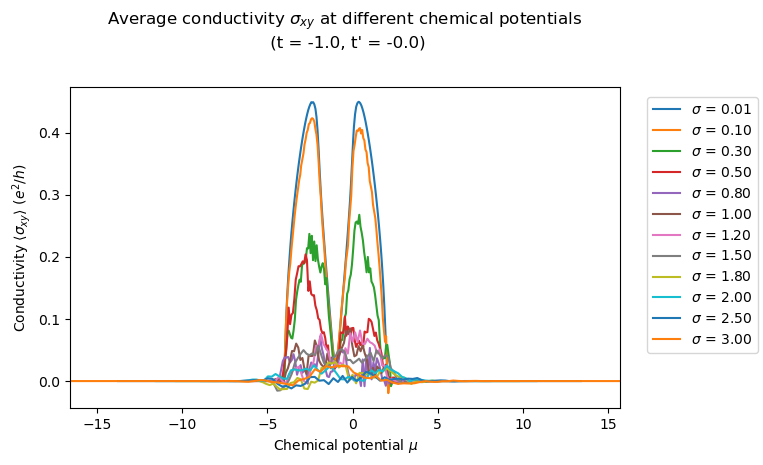 Average conductivity σxy at different chemical potentials
(t = -1.0, t' = -0.0)
Conductivity ⟨σxy⟩ (e²/h)
0.4
0.3
0.2
0.1
0.0
−15
−10
−5
0
5
10
15
Chemical potential μ
σ = 0.01
σ = 0.10
σ = 0.30
σ = 0.50
σ = 0.80
σ = 1.00
σ = 1.20
σ = 1.50
σ = 1.80
σ = 2.00
σ = 2.50
σ = 3.00